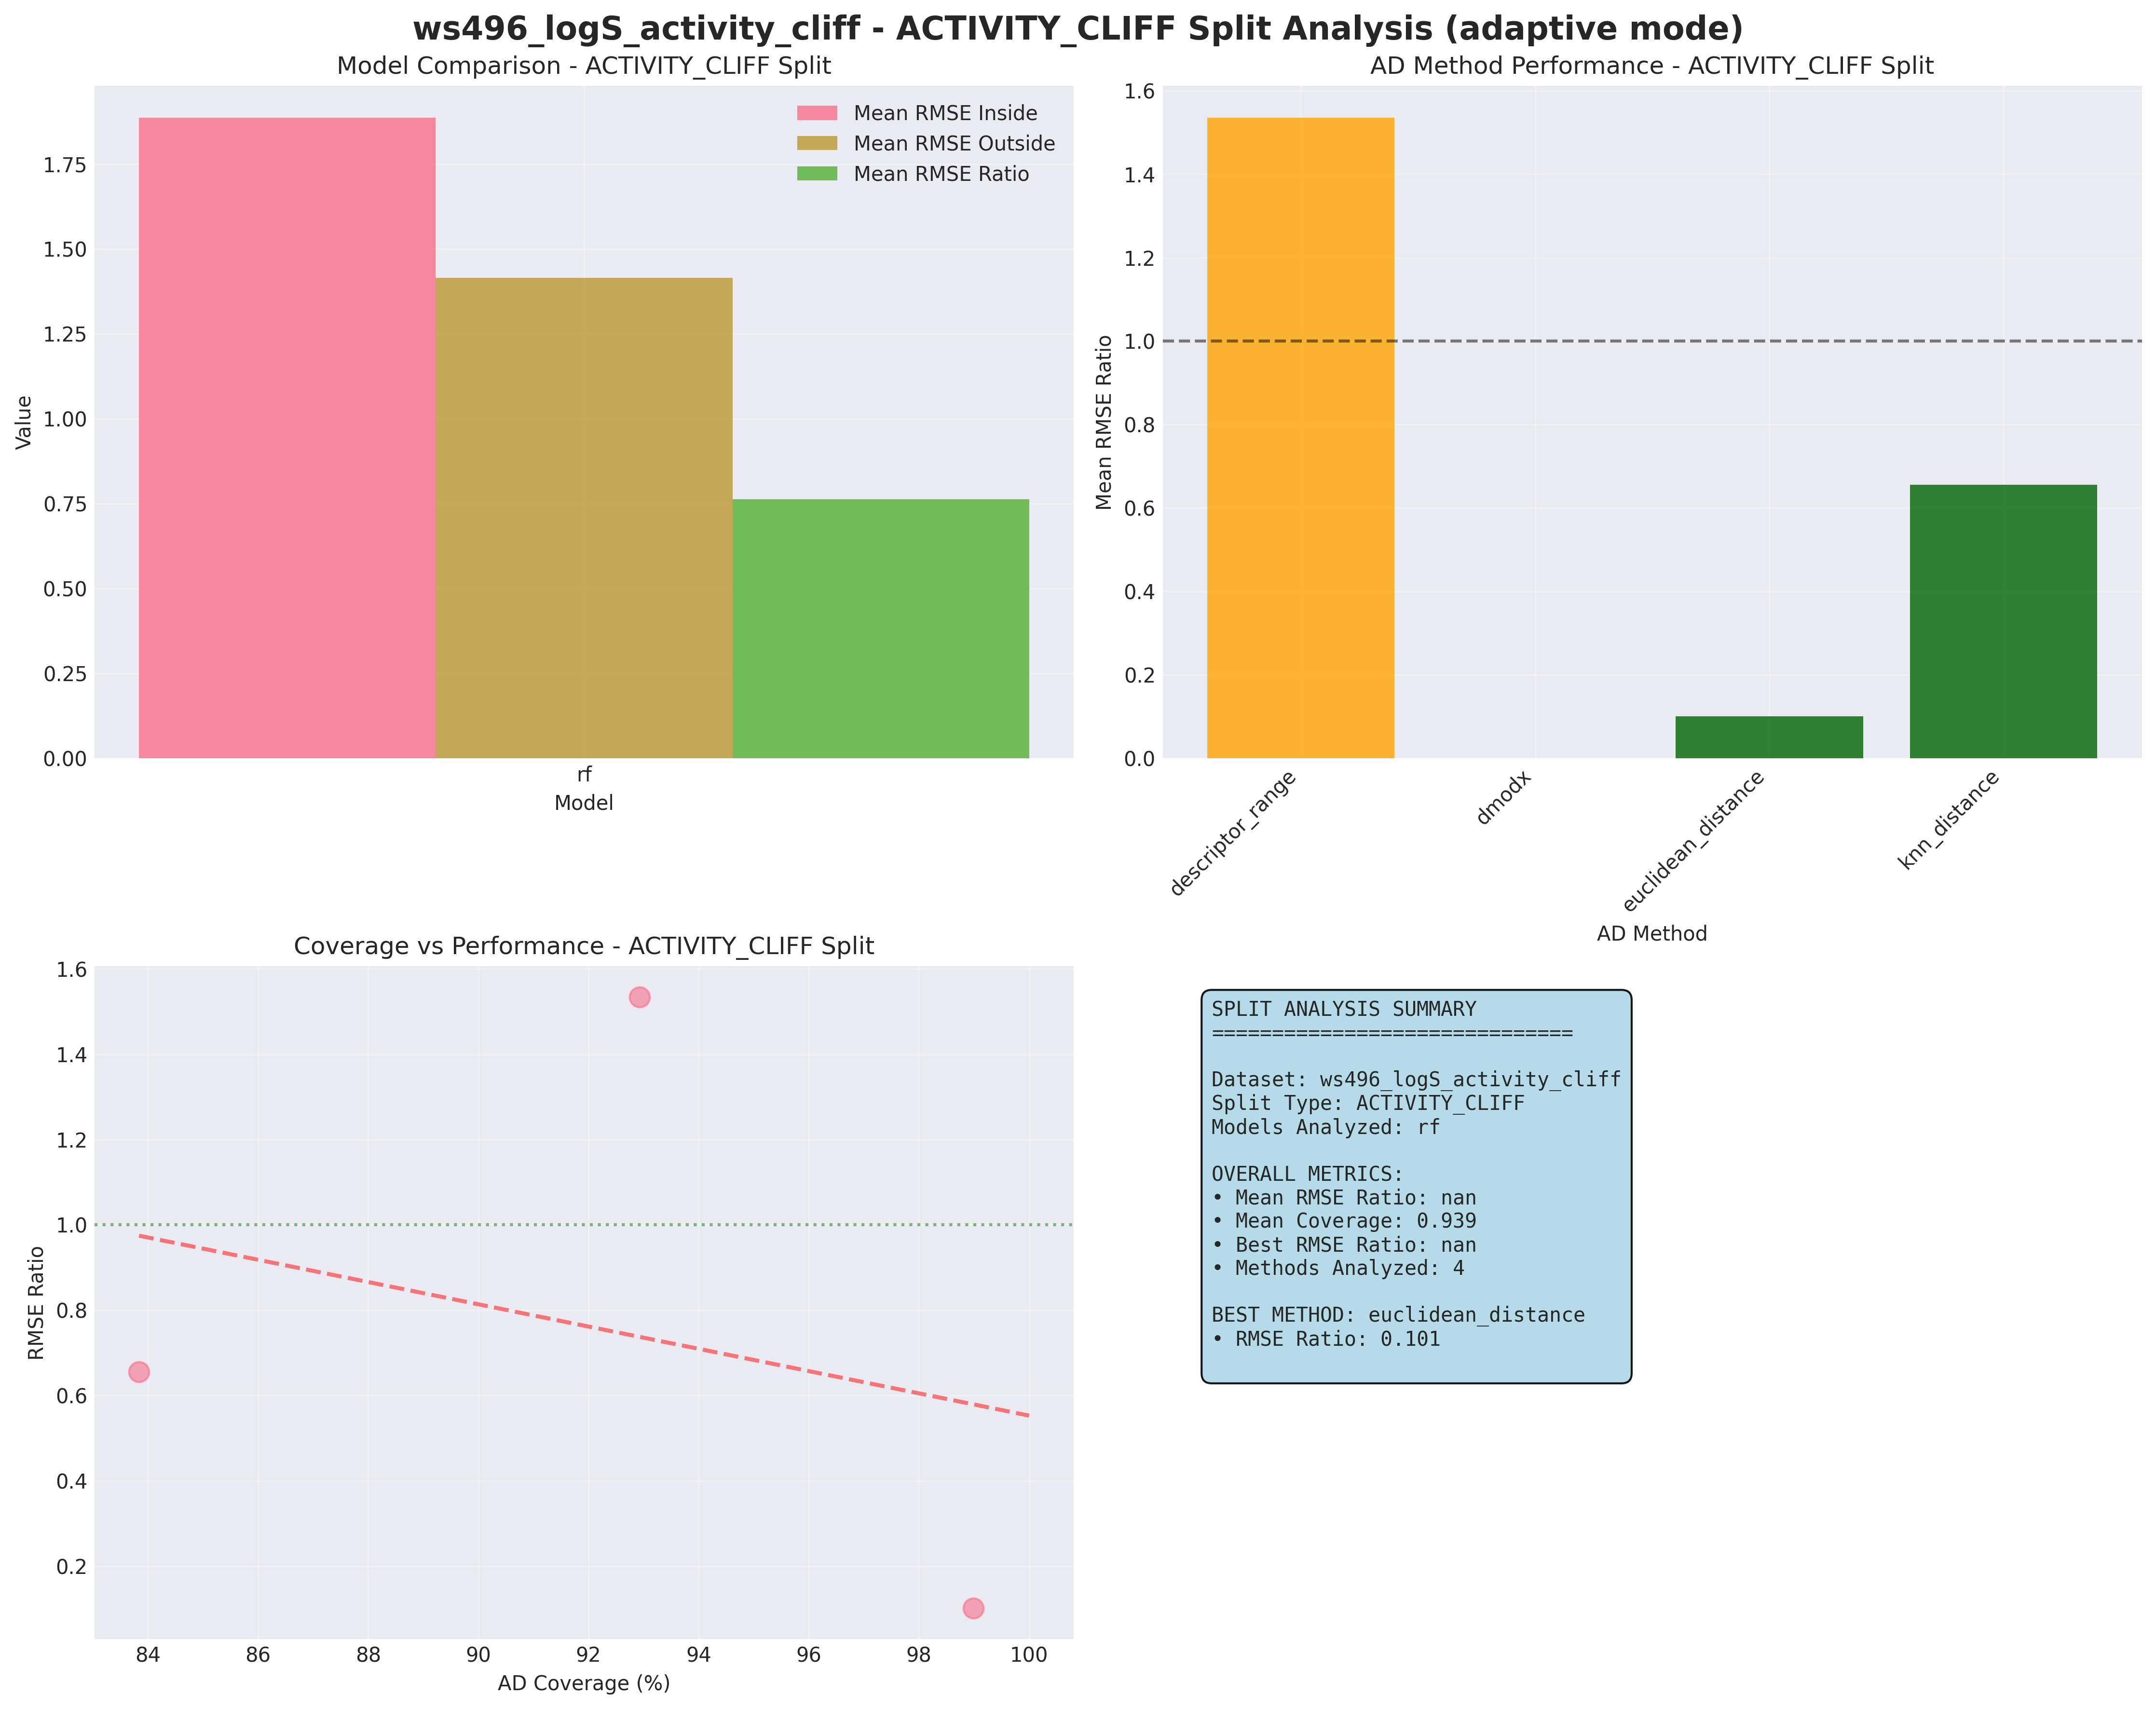 ws496_logS_activity_cliff - ACTIVITY_CLIFF Split Analysis (adaptive mode)
Model Comparison - ACTIVITY_CLIFF Split
Mean RMSE Inside
Mean RMSE Outside
Mean RMSE Ratio
Value
1.75
1.50
1.25
1.00
0.75
0.50
0.25
0.00
rf
Model
AD Method Performance - ACTIVITY_CLIFF Split
Mean RMSE Ratio
1.6
1.4
1.2
1.0
0.8
0.6
0.4
0.2
0.0
descriptor_range
dmodx
euclidean_distance
knn_distance
AD Method
Coverage vs Performance - ACTIVITY_CLIFF Split
RMSE Ratio
1.6
1.4
1.2
1.0
0.8
0.6
0.4
0.2
84 86 88 90 92 94 96 98 100
AD Coverage (%)
SPLIT ANALYSIS SUMMARY
==============================
Dataset: ws496_logS_activity_cliff
Split Type: ACTIVITY_CLIFF
Models Analyzed: rf
OVERALL METRICS:
• Mean RMSE Ratio: nan
• Mean Coverage: 0.939
• Best RMSE Ratio: nan
• Methods Analyzed: 4
BEST METHOD: euclidean_distance
• RMSE Ratio: 0.101